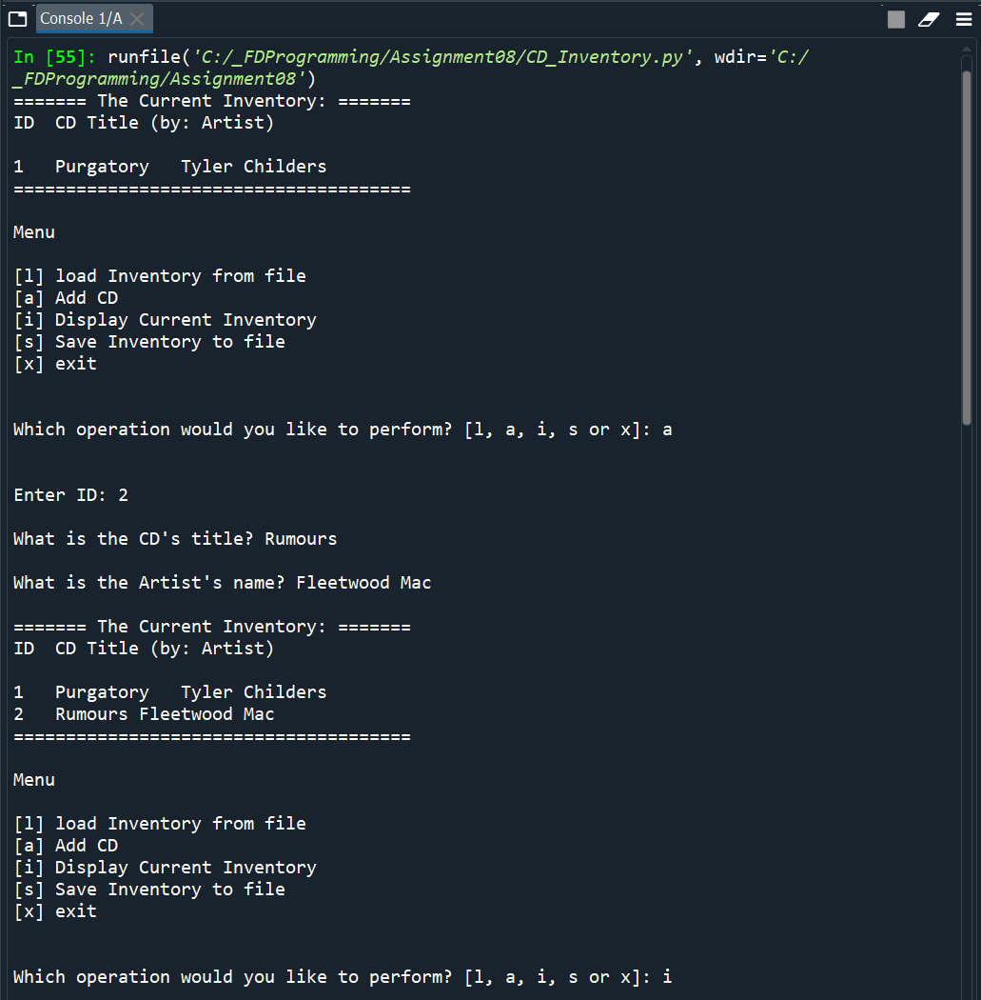 Console 1/A
In [55]: runfile('C:/_FDProgramming/Assignment08/CD_Inventory.py', wdir='C:/
_FDProgramming/Assignment08')
======= The Current Inventory: =======
ID  CD Title (by: Artist)
1   Purgatory   Tyler Childers
======================================
Menu
[l] load Inventory from file
[a] Add CD
[i] Display Current Inventory
[s] Save Inventory to file
[x] exit
Which operation would you like to perform? [l, a, i, s or x]: a
Enter ID: 2
What is the CD's title? Rumours
What is the Artist's name? Fleetwood Mac
======= The Current Inventory: =======
ID  CD Title (by: Artist)
1   Purgatory   Tyler Childers
2   Rumours Fleetwood Mac
======================================
Menu
[l] load Inventory from file
[a] Add CD
[i] Display Current Inventory
[s] Save Inventory to file
[x] exit
Which operation would you like to perform? [l, a, i, s or x]: i